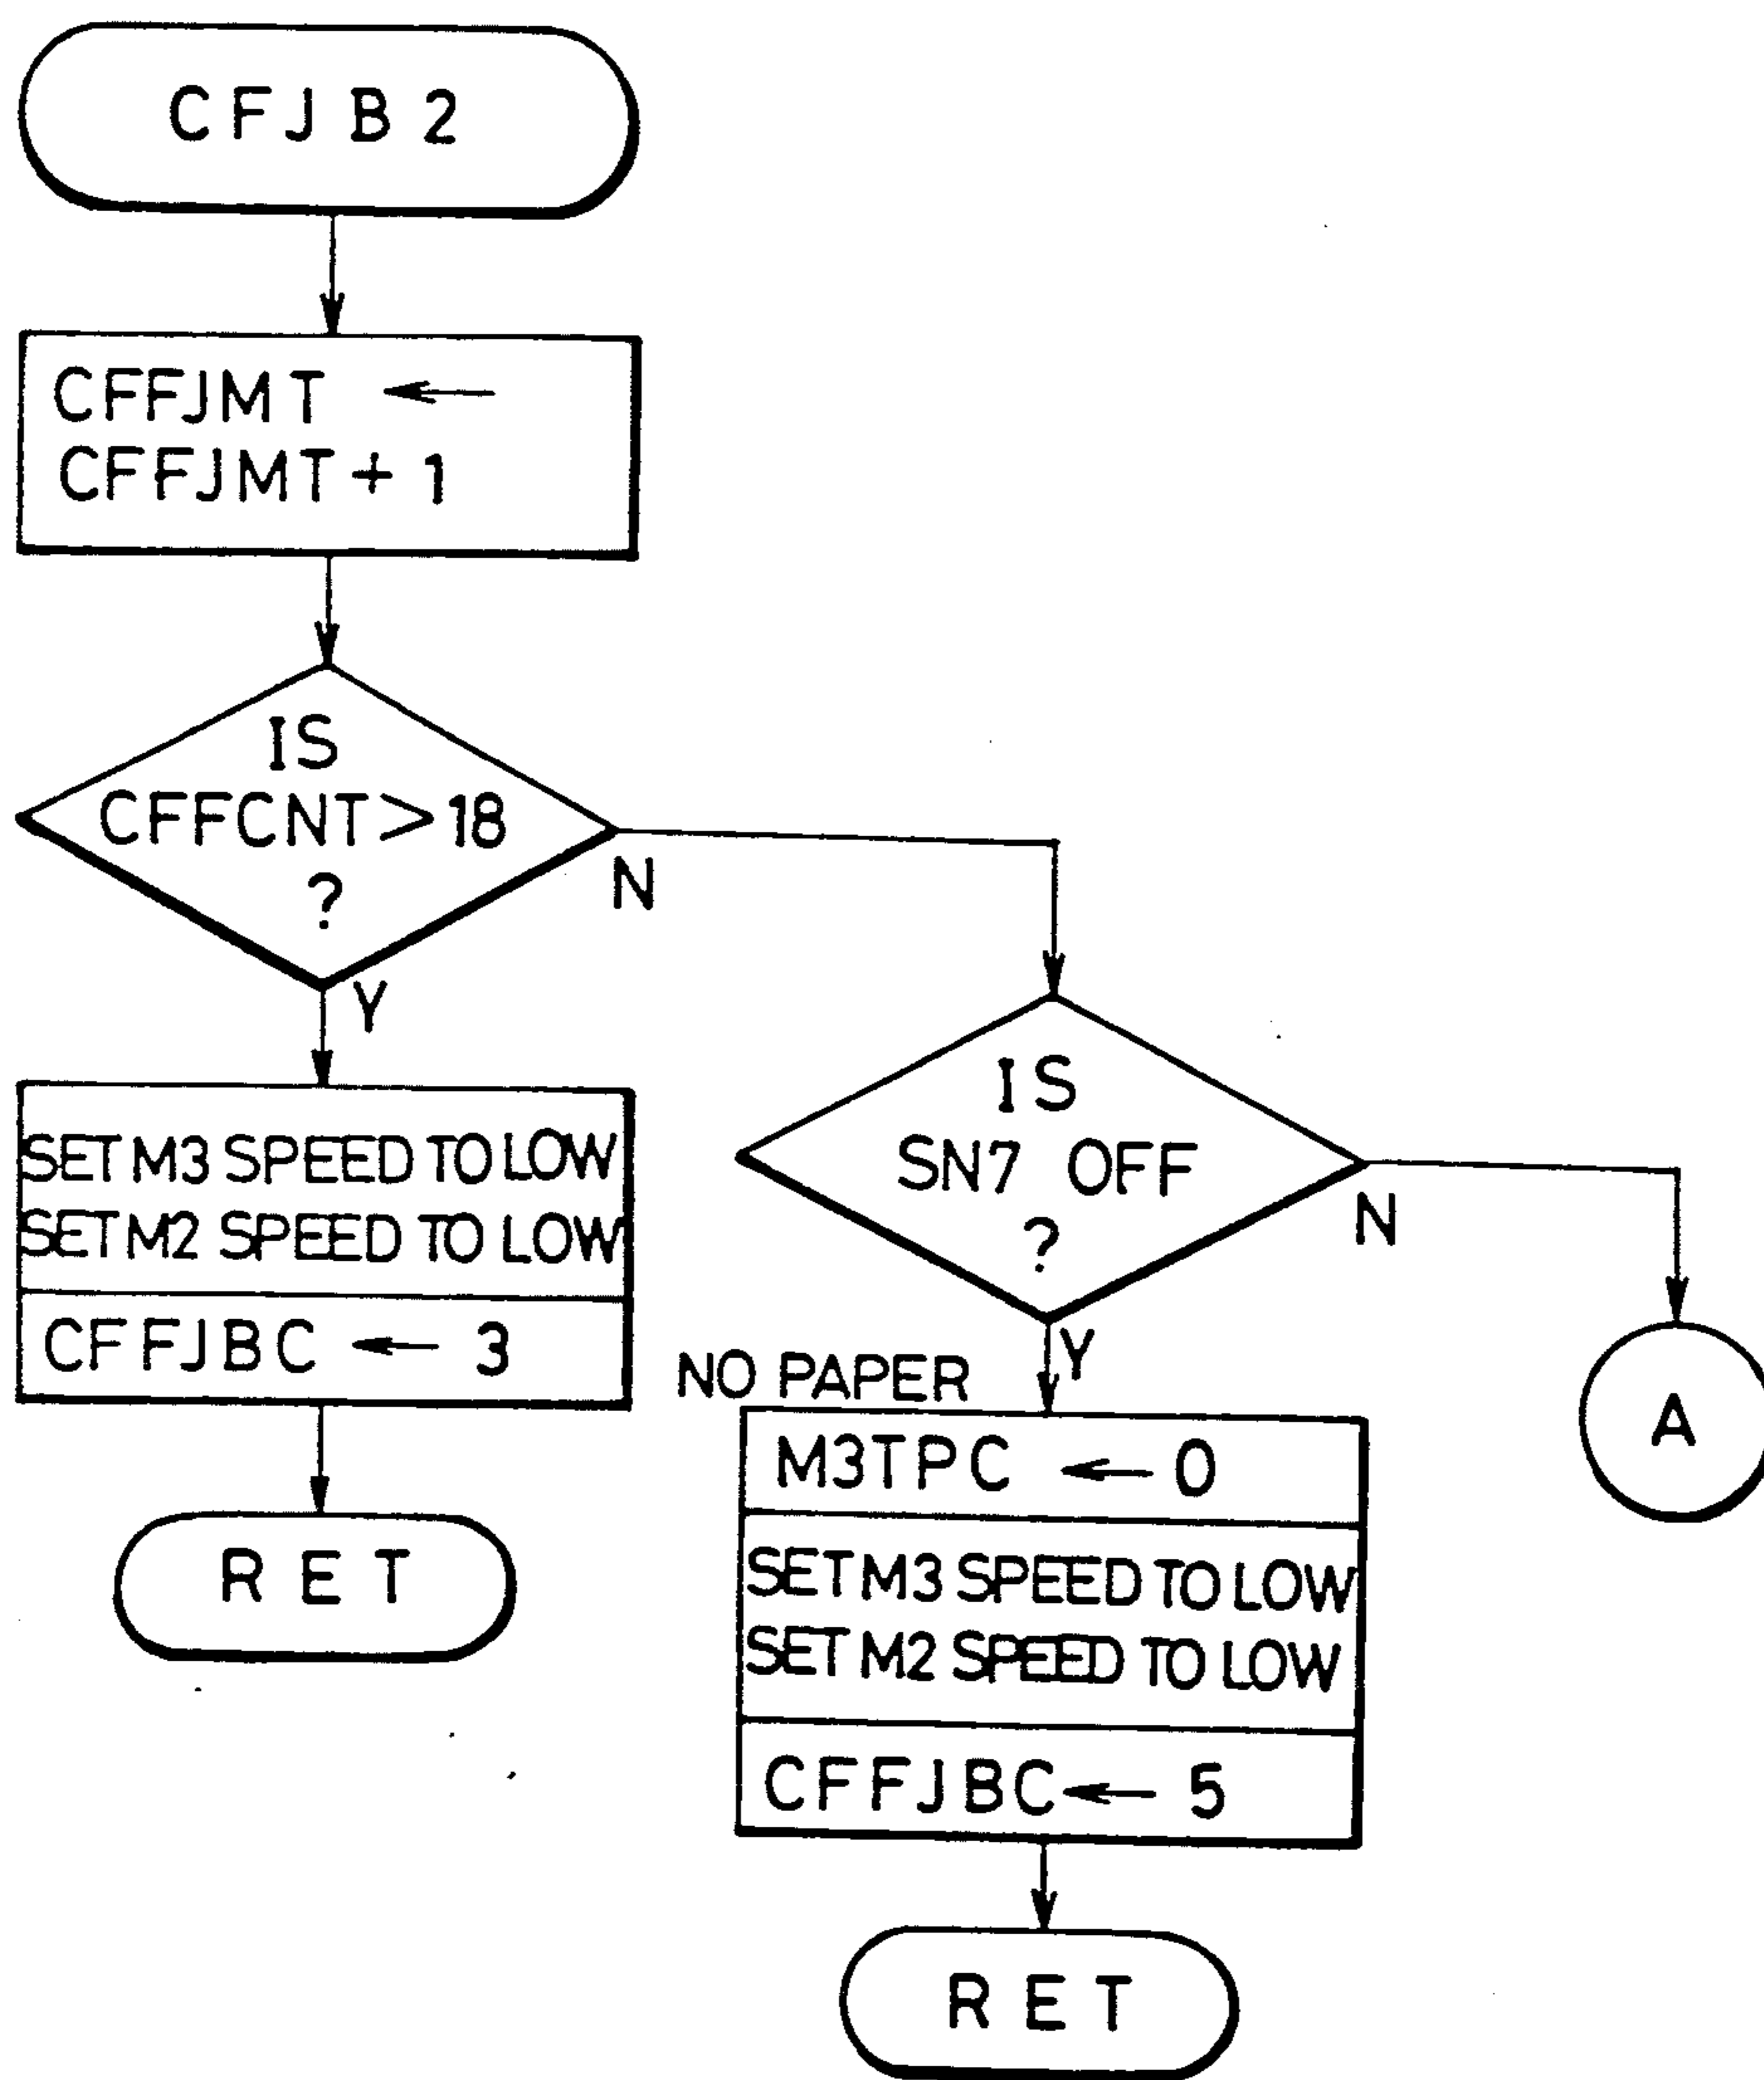 CFJB2
CFFJMT ←
CFFJMT + 1
IS
CFFCNT > 18
?
N
Y
SET M3 SPEED TO LOW
SET M2 SPEED TO LOW
CFFJBC ← 3
RET
IS
SN7 OFF
?
N
Y
A
NO PAPER
M3TPC ← 0
SET M3 SPEED TO LOW
SET M2 SPEED TO LOW
CFFJBC ← 5
RET